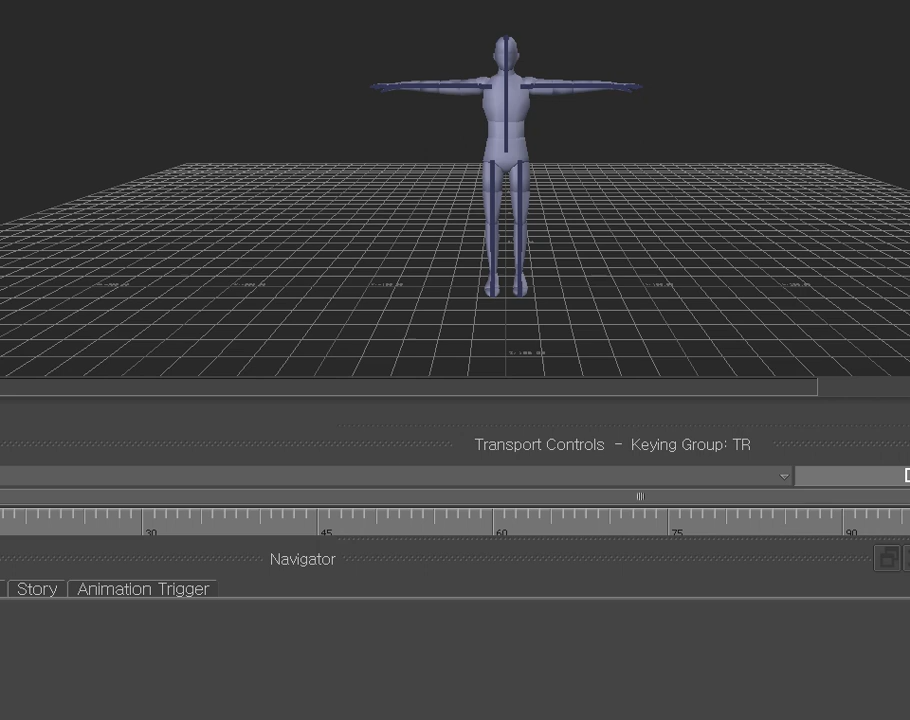 Transport Controls - Keying Group: TR
30 45 60 75 90
Navigator
Story Animation Trigger